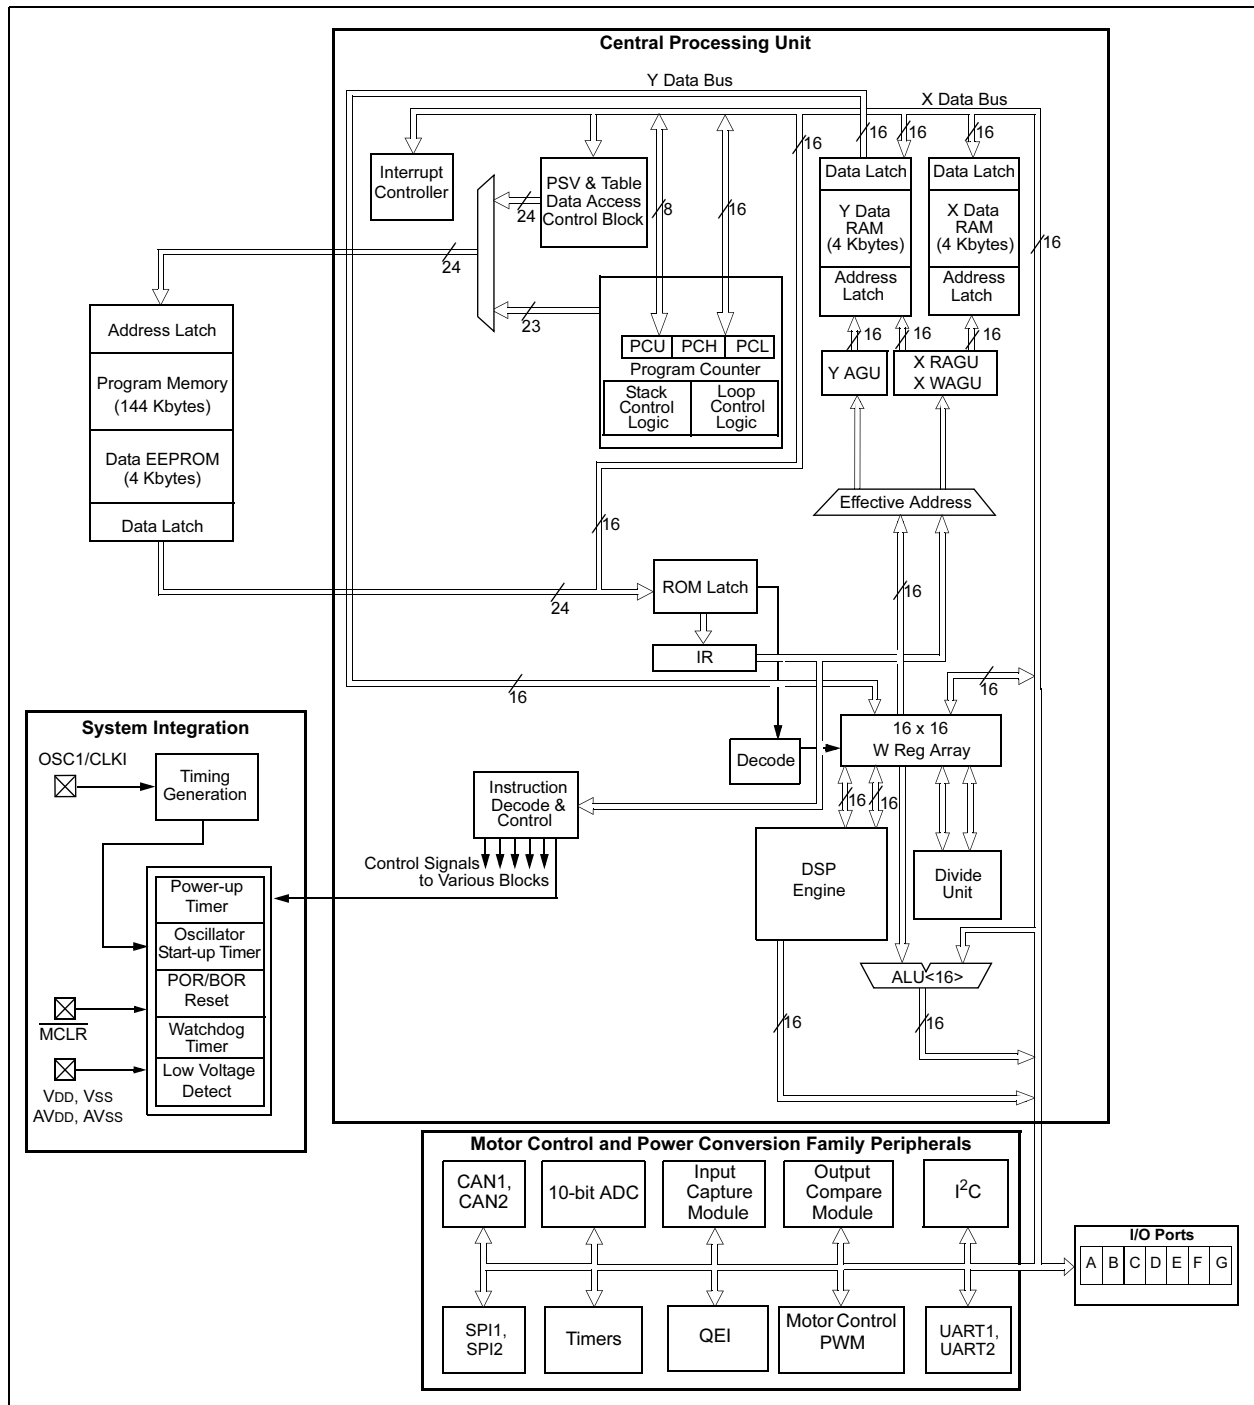 Central Processing Unit
Y Data Bus
X Data Bus
16
16
16
16
Interrupt
Controller
PSV & Table
Data Access
Control Block
24
8
16
Data Latch
Y Data
RAM
(4 Kbytes)
Address
Latch
Data Latch
X Data
RAM
(4 Kbytes)
Address
Latch
16
24
23
16
16
16
Address Latch
Program Memory
(144 Kbytes)
Data EEPROM
(4 Kbytes)
Data Latch
PCU
PCH
PCL
Program Counter
Stack
Control
Logic
Loop
Control
Logic
Y AGU
X RAGU
X WAGU
Effective Address
16
24
ROM Latch
16
IR
16
16
16 x 16
W Reg Array
Decode
16
16
Instruction
Decode &
Control
Control Signals
to Various Blocks
DSP
Engine
Divide
Unit
ALU<16>
16
16
System Integration
OSC1/CLKI
Timing
Generation
Power-up
Timer
Oscillator
Start-up Timer
POR/BOR
Reset
MCLR
Watchdog
Timer
Low Voltage
Detect
VDD, VSS
AVDD, AVSS
Motor Control and Power Conversion Family Peripherals
CAN1,
CAN2
10-bit ADC
Input
Capture
Module
Output
Compare
Module
I2C
SPI1,
SPI2
Timers
QEI
Motor Control
PWM
UART1,
UART2
I/O Ports
A B C D E F G